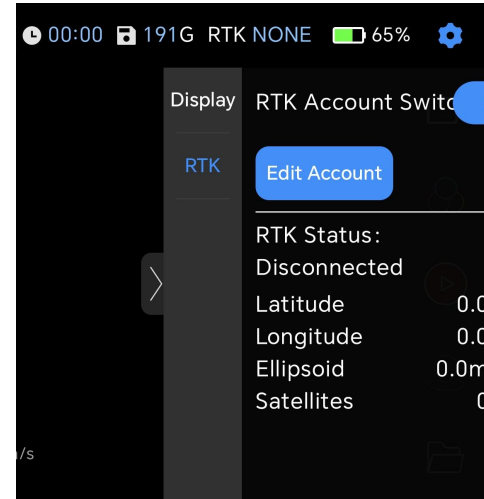 00:00 191G RTK NONE 65%
Display RTK Account Switc
RTK Edit Account
RTK Status:
Disconnected
Latitude 0.0
Longitude 0.0
Ellipsoid 0.0m
Satellites 0
/s